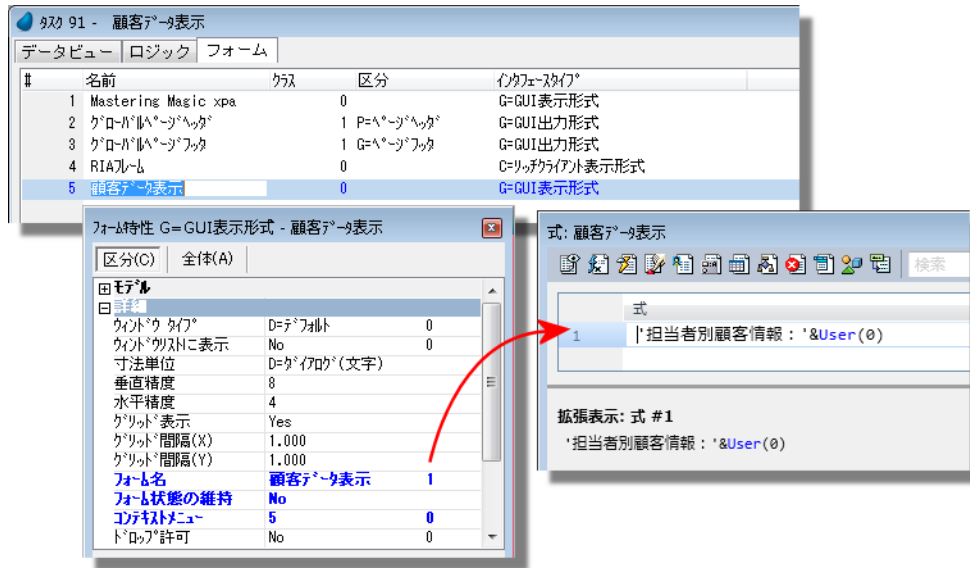 タスク 91 - 顧客ﾃﾞｰﾀ表示
データビュー ロジック フォーム
# 名前 ｸﾗｽ 区分 ｲﾝﾀﾌｪｰｽﾀｲﾌﾟ
1 Mastering Magic xpa 0 G=GUI表示形式
2 ｸﾞﾛｰﾊﾞﾙﾍﾟｰｼﾞﾍｯﾀﾞ 1 P=ﾍﾟｰｼﾞﾍｯﾀﾞ G=GUI出力形式
3 ｸﾞﾛｰﾊﾞﾙﾍﾟｰｼﾞﾌｯﾀ 1 G=ﾍﾟｰｼﾞﾌｯﾀ G=GUI出力形式
4 RIAﾌﾚｰﾑ 0 C=ﾘｯﾁｸﾗｲｱﾝﾄ表示形式
5 顧客ﾃﾞｰﾀ表示 0 G=GUI表示形式
ﾌｫｰﾑ特性 G=GUI表示形式 - 顧客ﾃﾞｰﾀ表示
区分(C) 全体(A)
ﾓﾃﾞﾙ
詳細
ｳｨﾝﾄﾞｳ ﾀｲﾌﾟ D=ﾃﾞﾌｫﾙﾄ 0
ｳｨﾝﾄﾞｳﾘｽﾄに表示 No 0
寸法単位 D=ﾀﾞｲｱﾛｸﾞ(文字)
垂直精度 8
水平精度 4
ｸﾞﾘｯﾄﾞ表示 Yes
ｸﾞﾘｯﾄﾞ間隔(X) 1.000
ｸﾞﾘｯﾄﾞ間隔(Y) 1.000
ﾌｫｰﾑ名 顧客ﾃﾞｰﾀ表示 1
ﾌｫｰﾑ状態の維持 No
ｺﾝﾃｷｽﾄﾒﾆｭｰ 5 0
ﾄﾞﾛｯﾌﾟ許可 No 0
式: 顧客ﾃﾞｰﾀ表示
検索
式
1 '担当者別顧客情報：'&User(0)
拡張表示: 式 #1
'担当者別顧客情報：'&User(0)